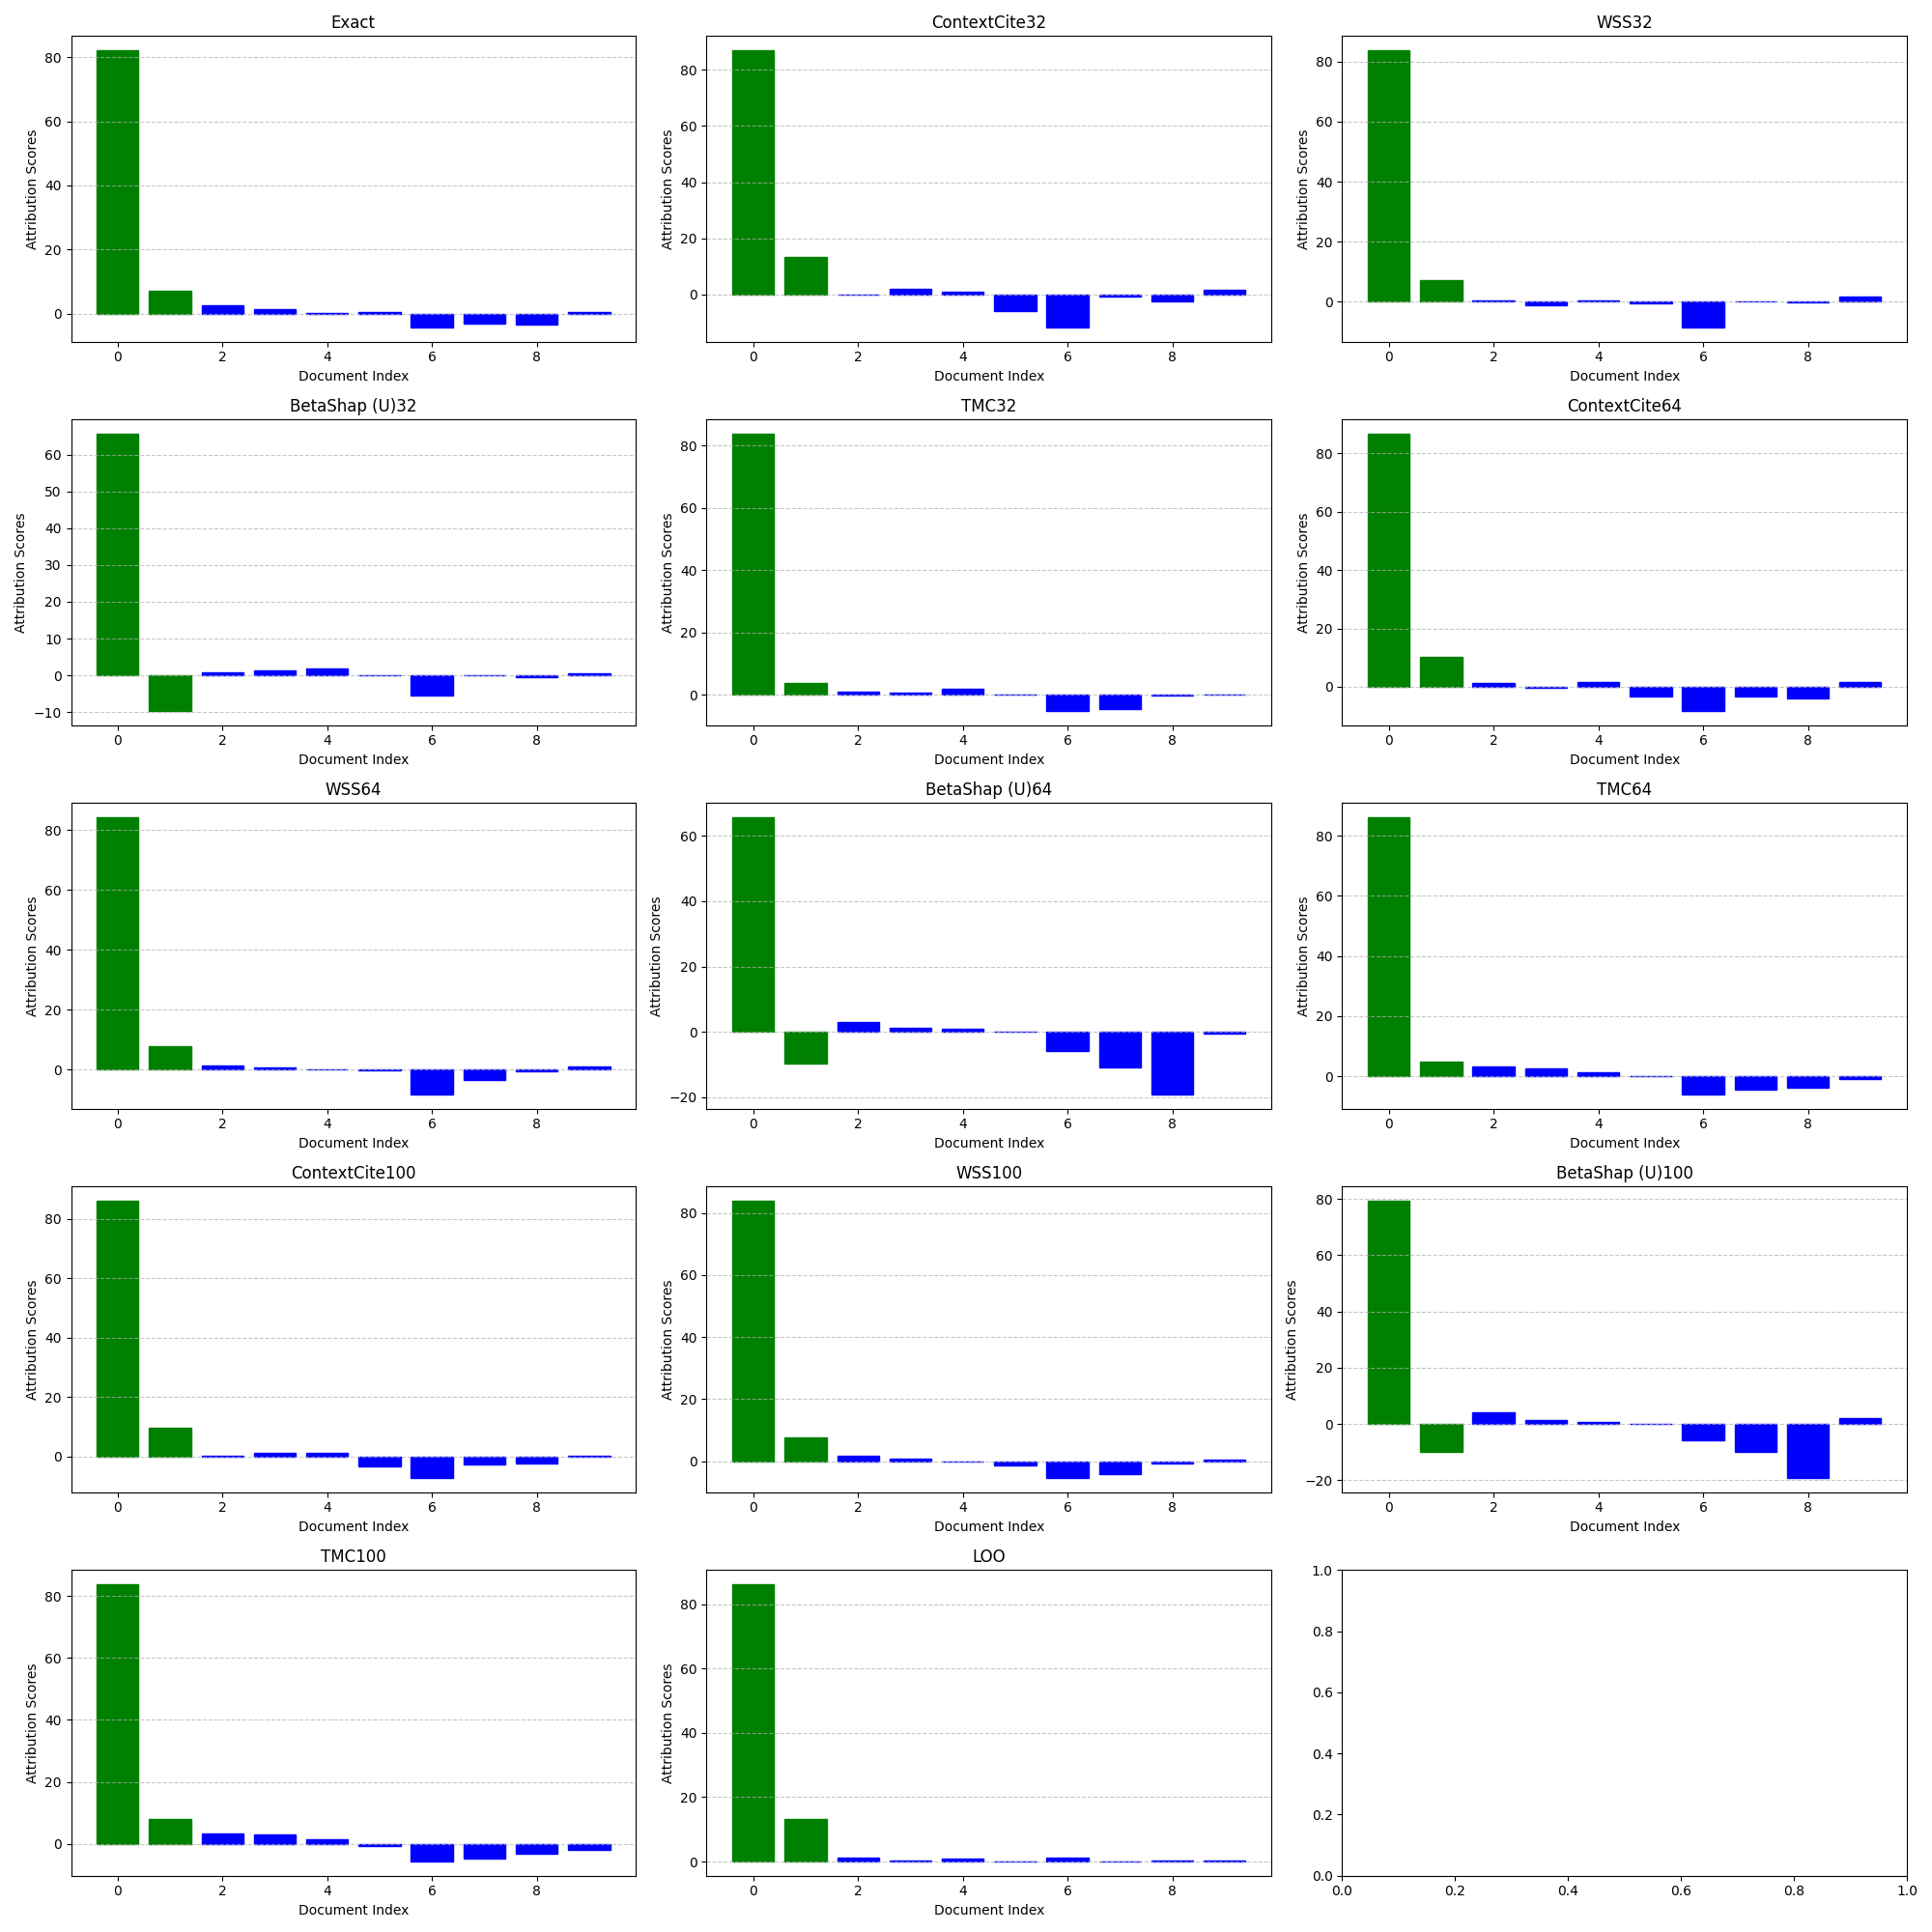 Exact
80
60
40
20
0
0 2 4 6 8
Attribution Scores
Document Index
ContextCite32
80
60
40
20
0
0 2 4 6 8
Attribution Scores
Document Index
WSS32
80
60
40
20
0
0 2 4 6 8
Attribution Scores
Document Index
BetaShap (U)32
60
50
40
30
20
10
0
−10
0 2 4 6 8
Attribution Scores
Document Index
TMC32
80
60
40
20
0
0 2 4 6 8
Attribution Scores
Document Index
ContextCite64
80
60
40
20
0
0 2 4 6 8
Attribution Scores
Document Index
WSS64
80
60
40
20
0
0 2 4 6 8
Attribution Scores
Document Index
BetaShap (U)64
60
40
20
0
−20
0 2 4 6 8
Attribution Scores
Document Index
TMC64
80
60
40
20
0
0 2 4 6 8
Attribution Scores
Document Index
ContextCite100
80
60
40
20
0
0 2 4 6 8
Attribution Scores
Document Index
WSS100
80
60
40
20
0
0 2 4 6 8
Attribution Scores
Document Index
BetaShap (U)100
80
60
40
20
0
−20
0 2 4 6 8
Attribution Scores
Document Index
TMC100
80
60
40
20
0
0 2 4 6 8
Attribution Scores
Document Index
LOO
80
60
40
20
0
0 2 4 6 8
Attribution Scores
Document Index
1.0
0.8
0.6
0.4
0.2
0.0
0.0 0.2 0.4 0.6 0.8 1.0